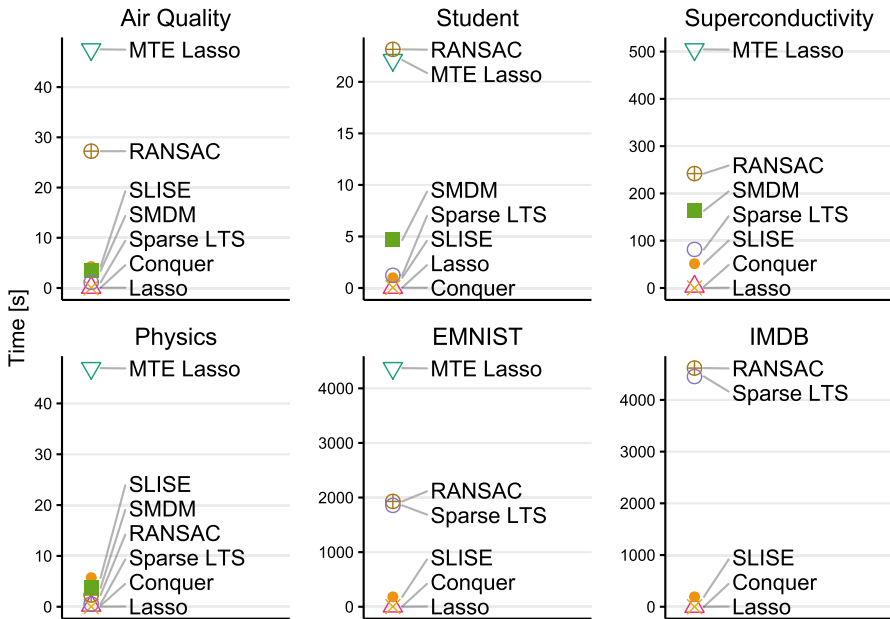 Air Quality
MTE Lasso
40
30
RANSAC
20
SLISE
SMDM
10
Sparse LTS
Conquer
0
Lasso
Student
RANSAC
MTE Lasso
20
15
10
SMDM
Sparse LTS
5
SLISE
Lasso
0
Conquer
Superconductivity
500
MTE Lasso
400
300
RANSAC
200
SMDM
Sparse LTS
100
SLISE
Conquer
0
Lasso
Time [s]
Physics
MTE Lasso
40
30
SLISE
20
SMDM
RANSAC
10
Sparse LTS
Conquer
0
Lasso
EMNIST
MTE Lasso
4000
3000
2000
RANSAC
Sparse LTS
1000
SLISE
Conquer
0
Lasso
IMDB
RANSAC
Sparse LTS
4000
3000
2000
1000
SLISE
Conquer
0
Lasso